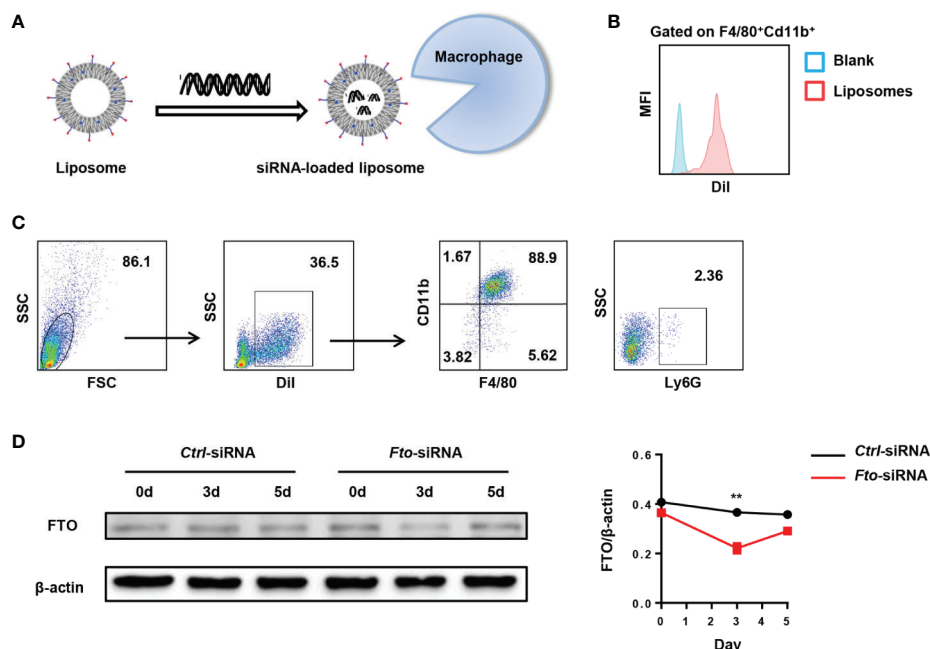 A
Macrophage
Liposome
siRNA-loaded liposome
B
Gated on F4/80⁺Cd11b⁺
Blank
Liposomes
MFI
DiI
C
86.1
SSC
FSC
36.5
SSC
DiI
1.67
88.9
CD11b
3.82
5.62
F4/80
2.36
SSC
Ly6G
D
Ctrl-siRNA
Fto-siRNA
0d
3d
5d
0d
3d
5d
FTO
β-actin
Ctrl-siRNA
Fto-siRNA
FTO/β-actin
0.6
0.4
0.2
0.0
**
0 1 2 3 4 5
Day